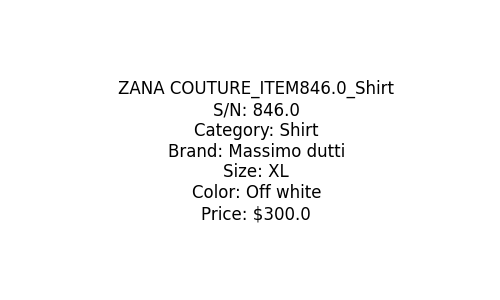 ZANA COUTURE_ITEM846.0_Shirt
S/N: 846.0
Category: Shirt
Brand: Massimo dutti
Size: XL
Color: Off white
Price: $300.0